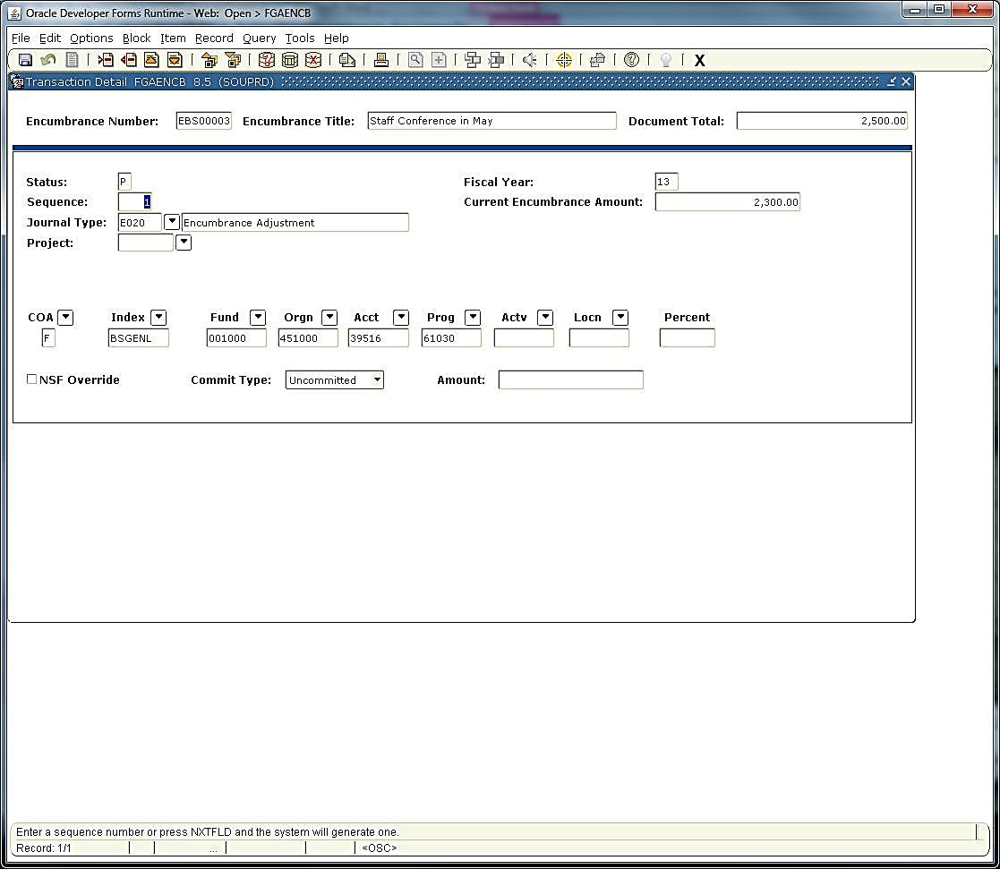 Oracle Developer Forms Runtime - Web: Open > FGAENCB
File Edit Options Block Item Record Query Tools Help
Transaction Detail FGAENCB 8.5 (SOUPRD)
Encumbrance Number: EBS00003 Encumbrance Title: Staff Conference in May Document Total: 2,500.00
Status: P Fiscal Year: 13
Sequence: 1 Current Encumbrance Amount: 2,300.00
Journal Type: E020 Encumbrance Adjustment
Project:
COA Index Fund Orgn Acct Prog Actv Locn Percent
F BSGENL 001000 451000 39516 61030
NSF Override Commit Type: Uncommitted Amount:
Enter a sequence number or press NXTFLD and the system will generate one.
Record: 1/1 ... <OSC>